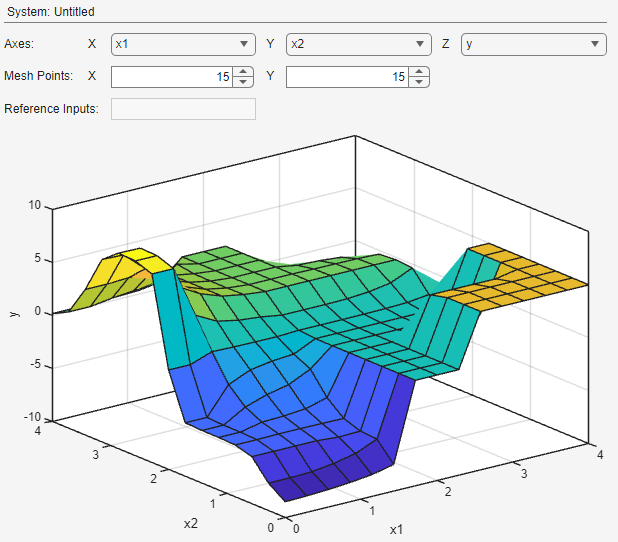 System: Untitled
Axes: X x1 Y x2 Z y
Mesh Points: X 15 Y 15
Reference Inputs:
10
5
0
-5
-10
y
4
3
2
1
0
x2
0
1
2
3
4
x1